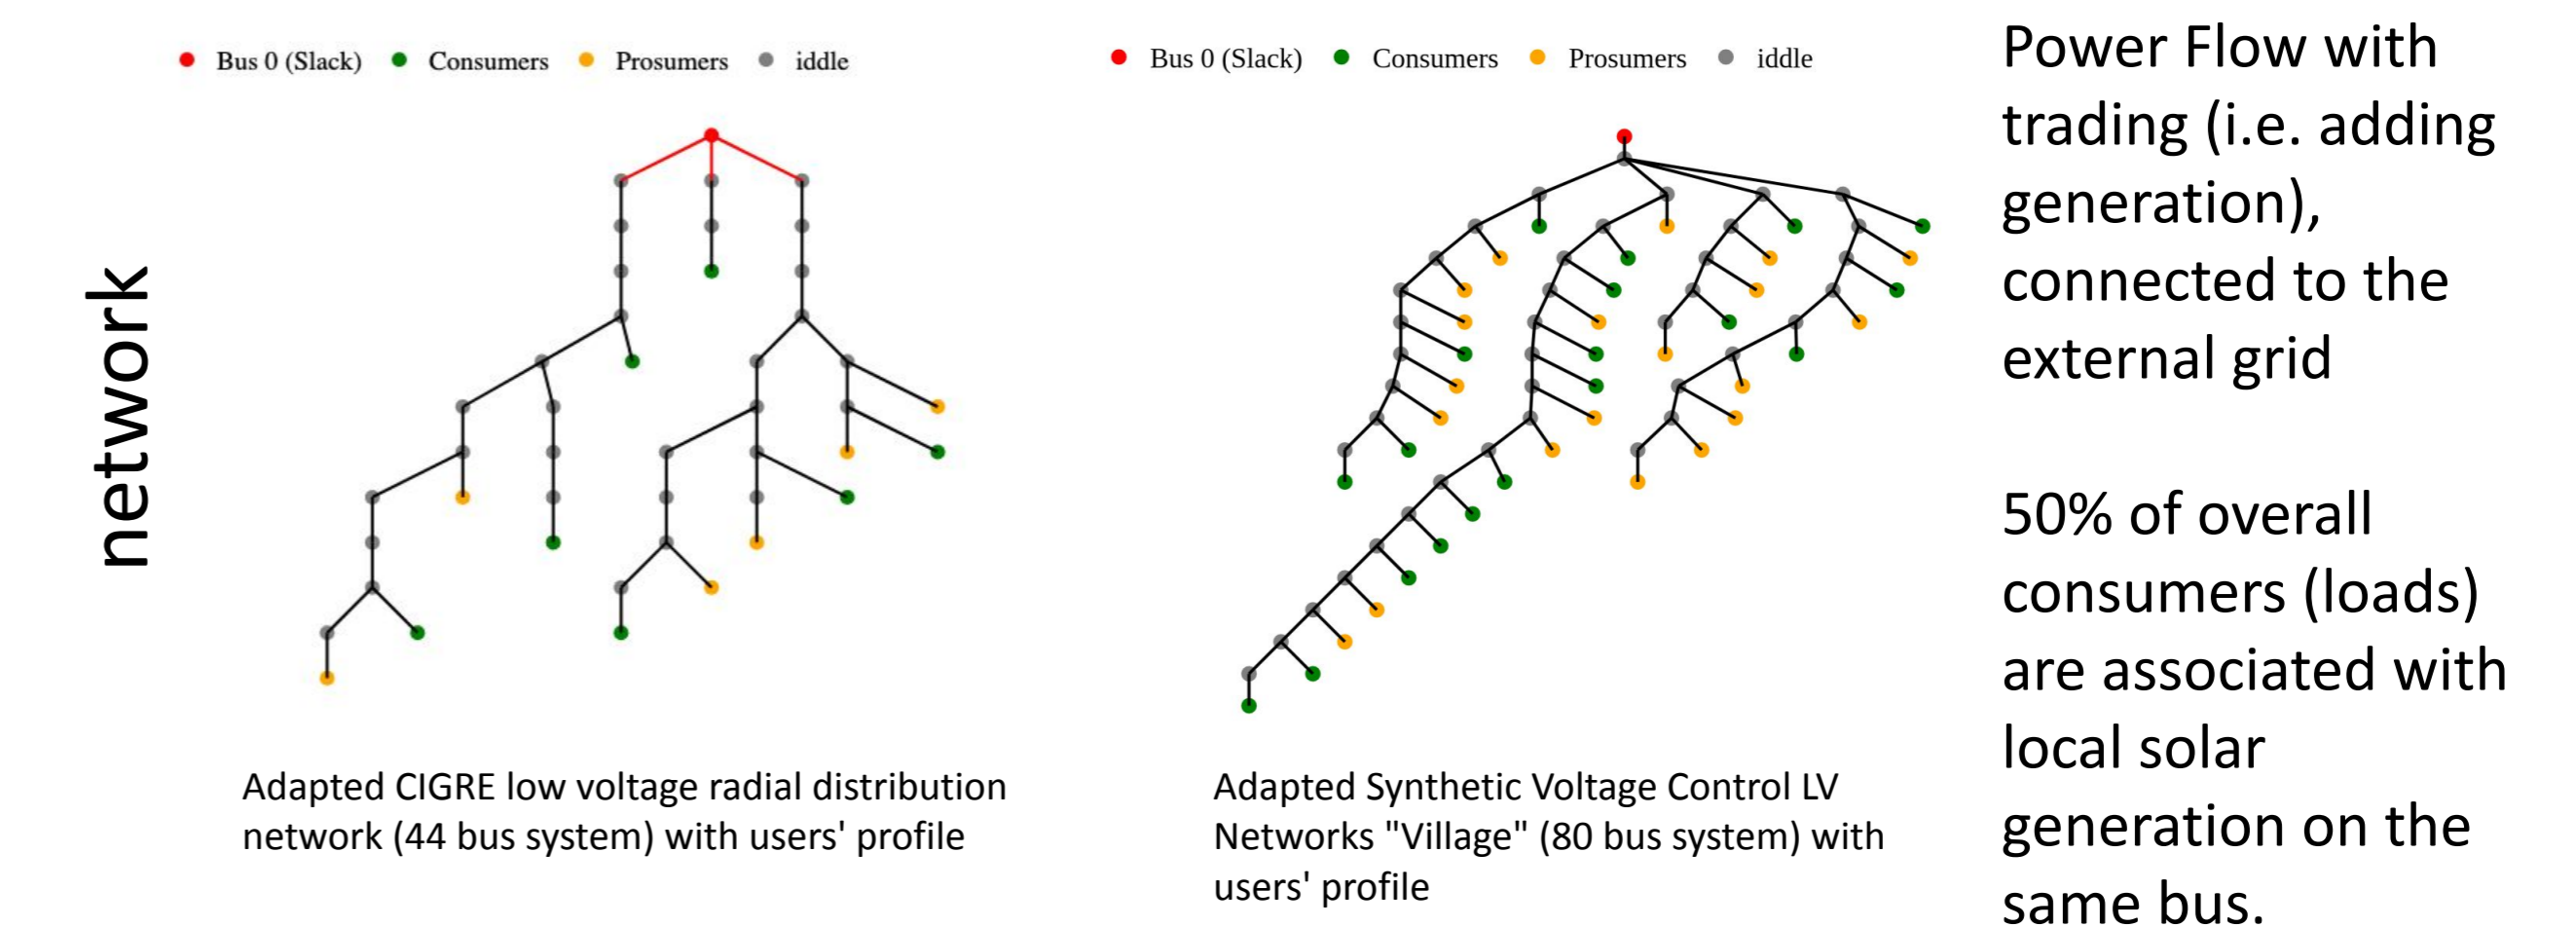 network
Bus 0 (Slack) Consumers Prosumers iddle
Adapted CIGRE low voltage radial distribution
network (44 bus system) with users' profile
Bus 0 (Slack) Consumers Prosumers iddle
Adapted Synthetic Voltage Control LV
Networks "Village" (80 bus system) with
users' profile
Power Flow with
trading (i.e. adding
generation),
connected to the
external grid
50% of overall
consumers (loads)
are associated with
local solar
generation on the
same bus.